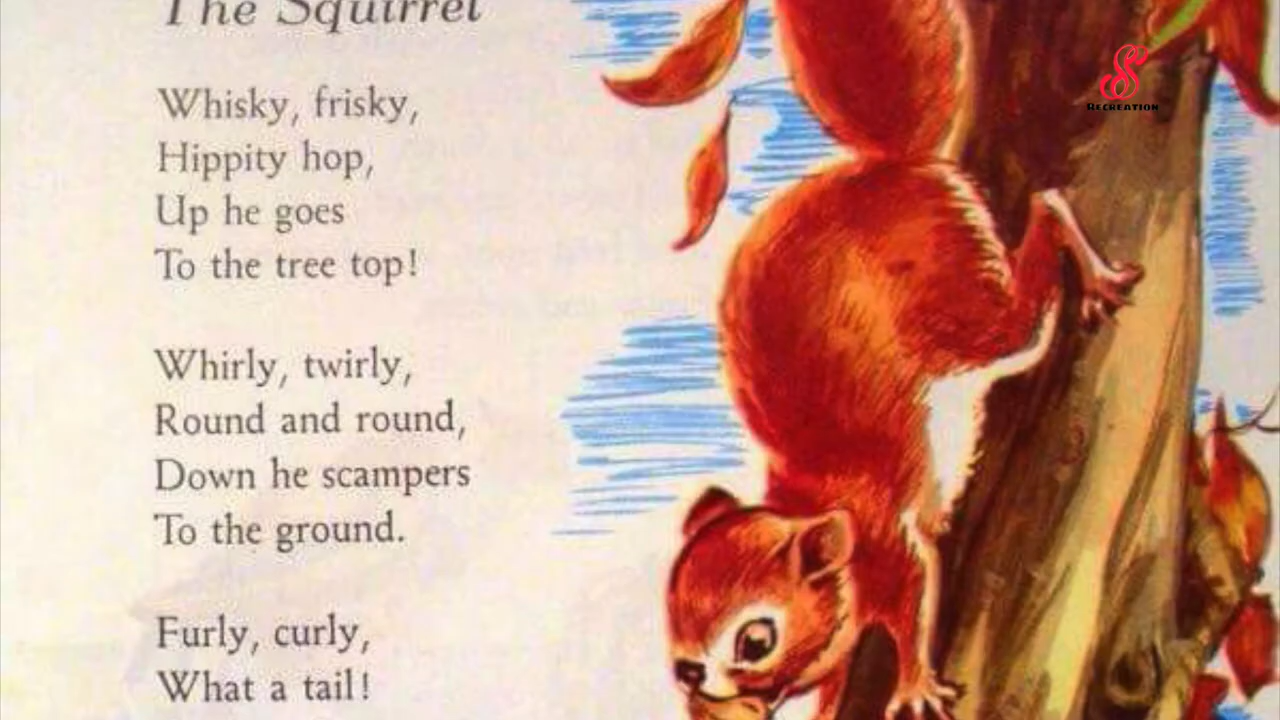 The Squirrel
Whisky, frisky,
Hippity hop,
Up he goes
To the tree top!
Whirly, twirly,
Round and round,
Down he scampers
To the ground.
Furly, curly,
What a tail!
S
RECREATION